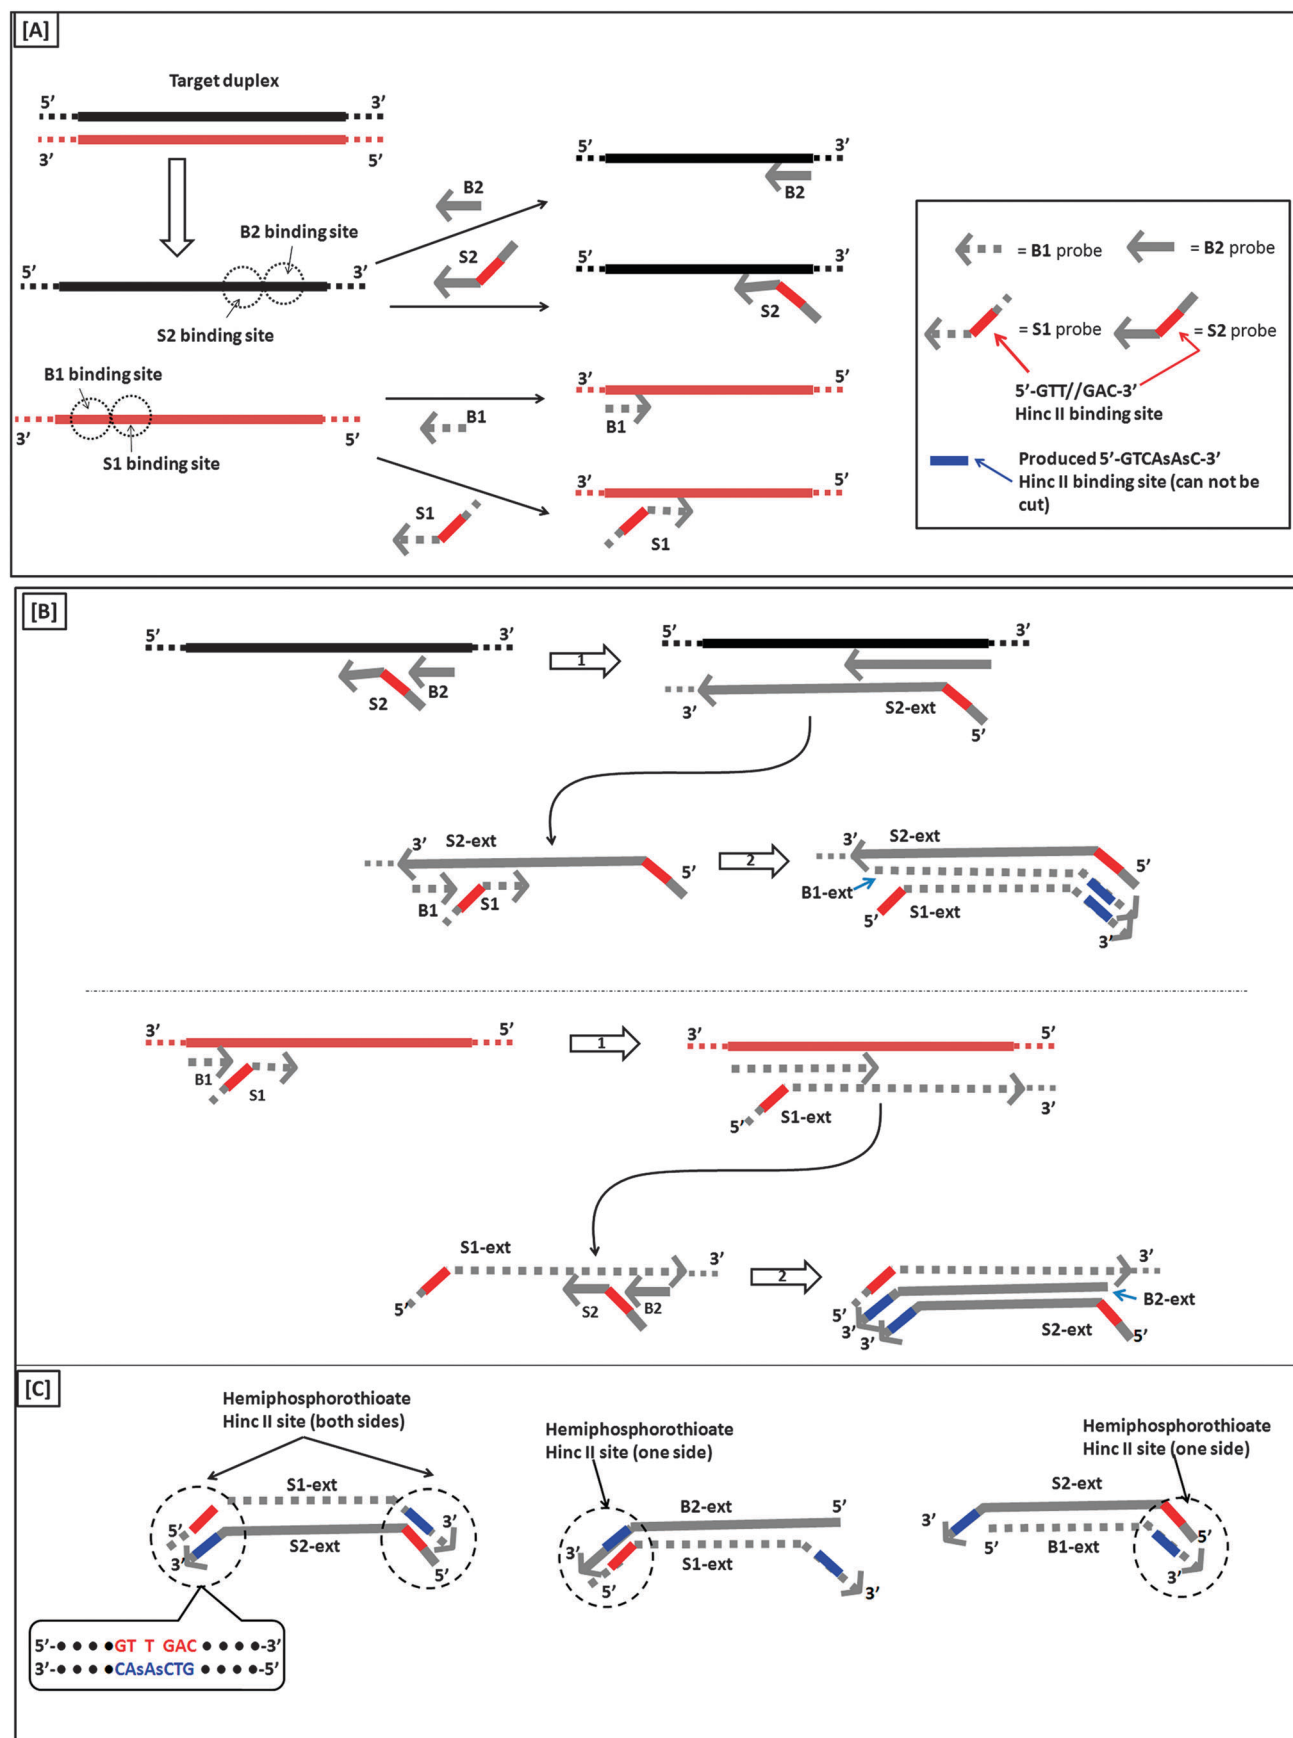 [A]
Target duplex
5’
3’
3’
5’
B2 binding site
5’
3’
S2 binding site
B1 binding site
3’
5’
S1 binding site
B2
S2
B1
S1
5’
3’
B2
5’
3’
S2
3’
5’
B1
3’
5’
S1
= B1 probe
= B2 probe
= S1 probe
= S2 probe
5’-GTT//GAC-3’
Hinc II binding site
Produced 5’-GTCAsAsC-3’
Hinc II binding site (can not be
cut)
[B]
5’
3’
S2
B2
1
5’
3’
3’
S2-ext
5’
3’
S2-ext
5’
B1
S1
2
3’
S2-ext
5’
B1-ext
5’
S1-ext
3’
3’
5’
B1
S1
1
3’
5’
5’
S1-ext
3’
S1-ext
3’
5’
S2
B2
2
3’
B2-ext
5’
3’
3’
S2-ext
5’
[C]
Hemiphosphorothioate
Hinc II site (both sides)
S1-ext
5’
3’
S2-ext
3’
5’
5’-● ● ● ●GT T GAC ● ● ● ●-3’
3’-● ● ● ●CAsAsCTG ● ● ● ●-5’
Hemiphosphorothioate
Hinc II site (one side)
B2-ext
5’
3’
5’
S1-ext
3’
Hemiphosphorothioate
Hinc II site (one side)
S2-ext
3’
5’
5’
B1-ext
3’